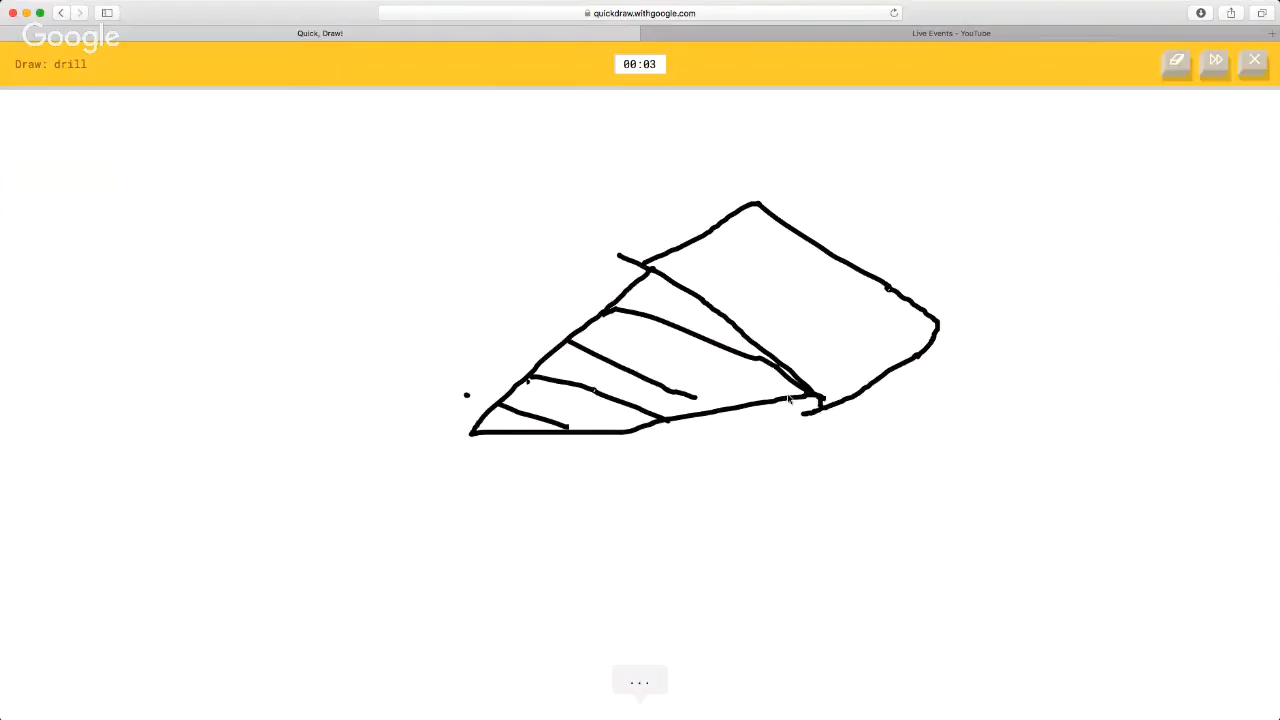 quickdraw.withgoogle.com
Google
Quick, Draw!
Live Events - YouTube
Draw: drill
00:03
...